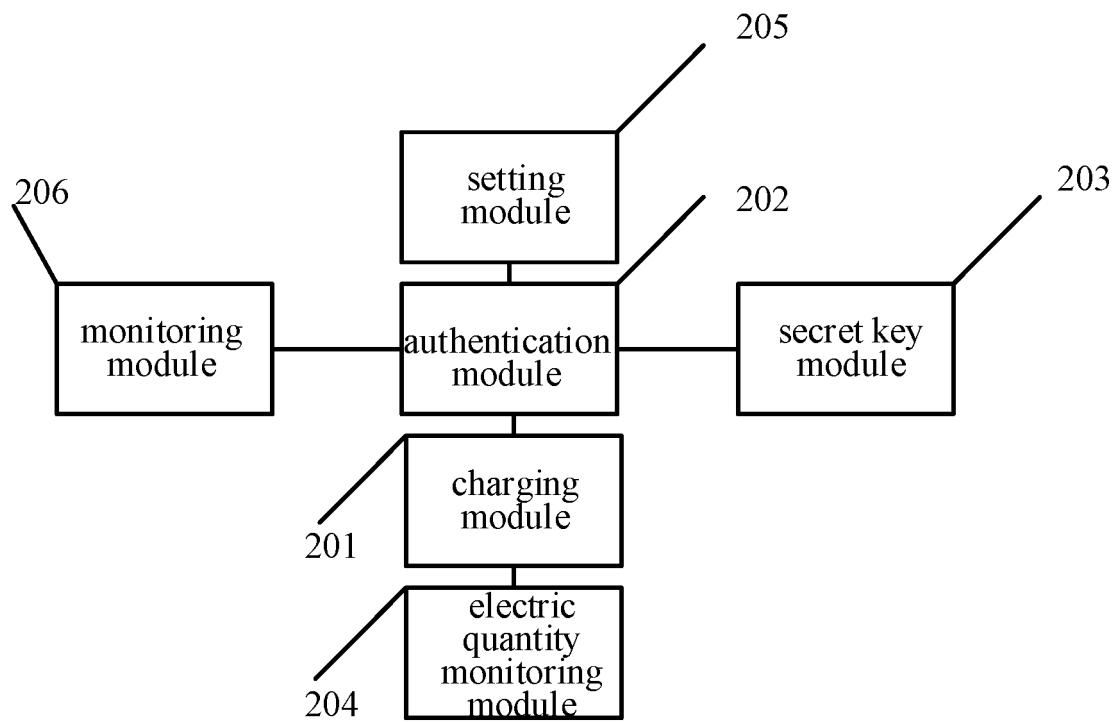 205
setting
module
206
202
203
monitoring
module
authentication
module
secret key
module
charging
module
201
electric
quantity
monitoring
module
204